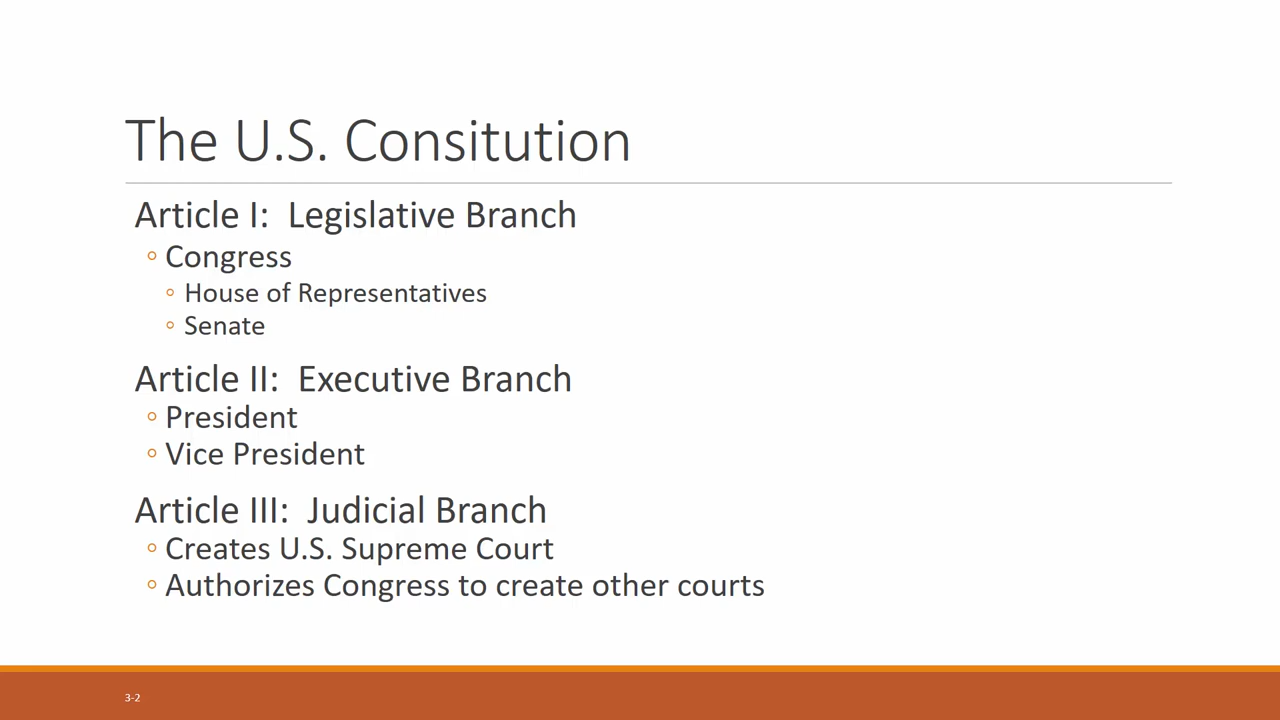 The U.S. Consitution
Article I:  Legislative Branch
◦ Congress
◦ House of Representatives
◦ Senate
Article II:  Executive Branch
◦ President
◦ Vice President
Article III:  Judicial Branch
◦ Creates U.S. Supreme Court
◦ Authorizes Congress to create other courts
3-2